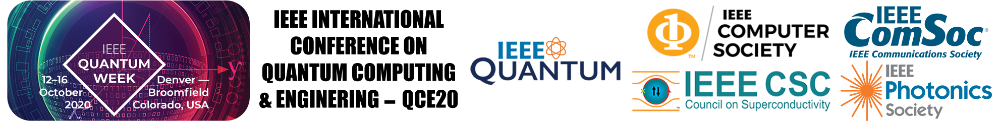 IEEE
QUANTUM
WEEK
12–16
October
2020
Denver —
Broomfield
Colorado, USA
y
IEEE INTERNATIONAL
CONFERENCE ON
QUANTUM COMPUTING
& ENGINERING – QCE20
IEEE
QUANTUM
IEEE
COMPUTER
SOCIETY
TM
IEEE
ComSoc®
IEEE Communications Society
IEEE CSC
Council on Superconductivity
IEEE
Photonics
Society